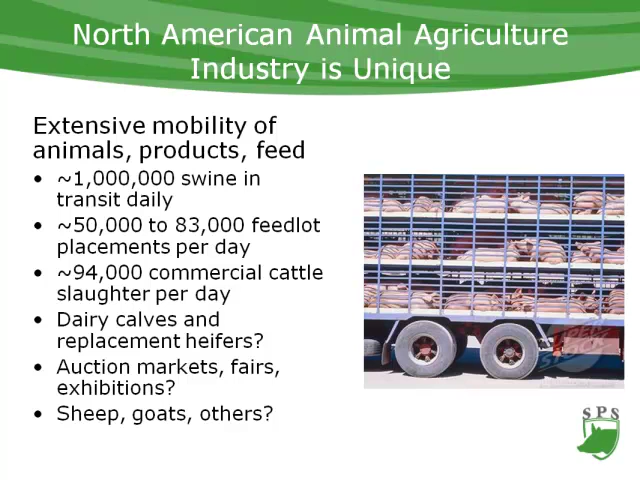 North American Animal Agriculture
Industry is Unique
Extensive mobility of
animals, products, feed
• ~1,000,000 swine in
transit daily
• ~50,000 to 83,000 feedlot
placements per day
• ~94,000 commercial cattle
slaughter per day
• Dairy calves and
replacement heifers?
• Auction markets, fairs,
exhibitions?
• Sheep, goats, others?
SPS